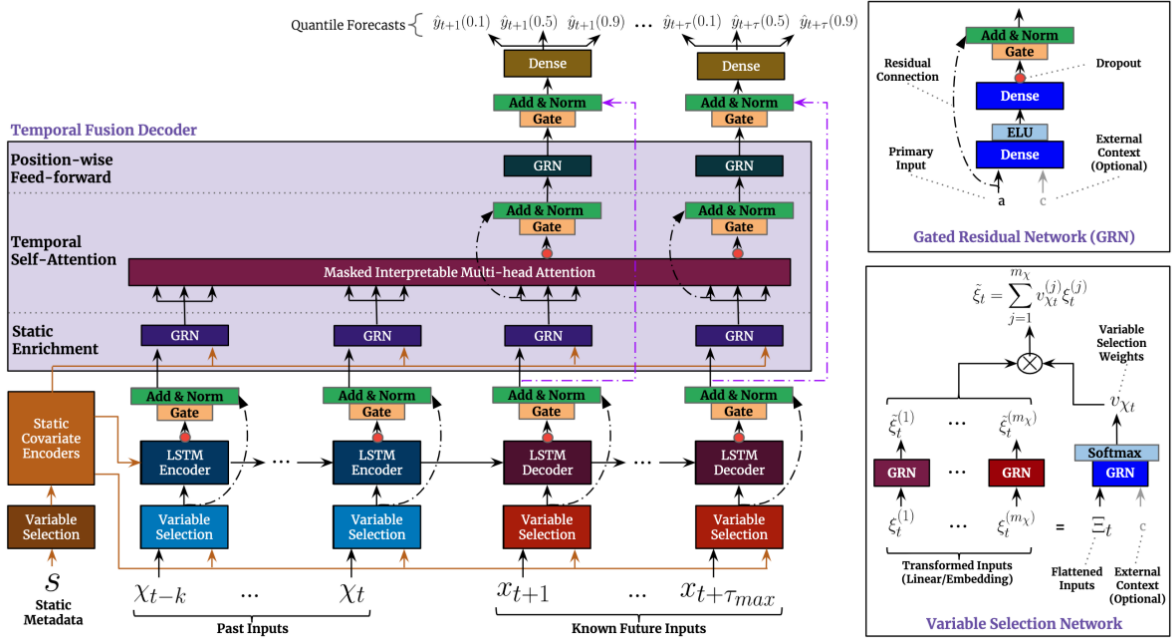 Quantile Forecasts { ŷt+1(0.1) ŷt+1(0.5) ŷt+1(0.9) ... ŷt+τ(0.1) ŷt+τ(0.5) ŷt+τ(0.9)
Dense Dense
Add & Norm Add & Norm
Gate Gate
Temporal Fusion Decoder
Position-wise
Feed-forward
GRN GRN
Add & Norm Add & Norm
Gate Gate
Temporal
Self-Attention
Masked Interpretable Multi-head Attention
Static
Enrichment
GRN GRN GRN GRN
Add & Norm Add & Norm Add & Norm Add & Norm
Gate Gate Gate Gate
Static
Covariate
Encoders
LSTM
Encoder
...
LSTM
Encoder
LSTM
Decoder
...
LSTM
Decoder
Variable
Selection
Variable
Selection
Variable
Selection
Variable
Selection
Variable
Selection
s
Static
Metadata
χt−k ... χt xt+1 ... xt+τmax
Past Inputs
Known Future Inputs
Add & Norm
Gate
Residual
Connection
Dropout
Dense
ELU
Dense
Primary
Input
External
Context
(Optional)
a c
Gated Residual Network (GRN)
ξ̃t = ∑j=1mχ vχt(j) ξt(j)
Variable
Selection
Weights
⊗
vχt
ξ̃t(1) ... ξ̃t(mχ)
Softmax
GRN ... GRN GRN
ξt(1) ... ξt(mχ) = Ξt c
Transformed Inputs
(Linear/Embedding)
Flattened
Inputs
External
Context
(Optional)
Variable Selection Network